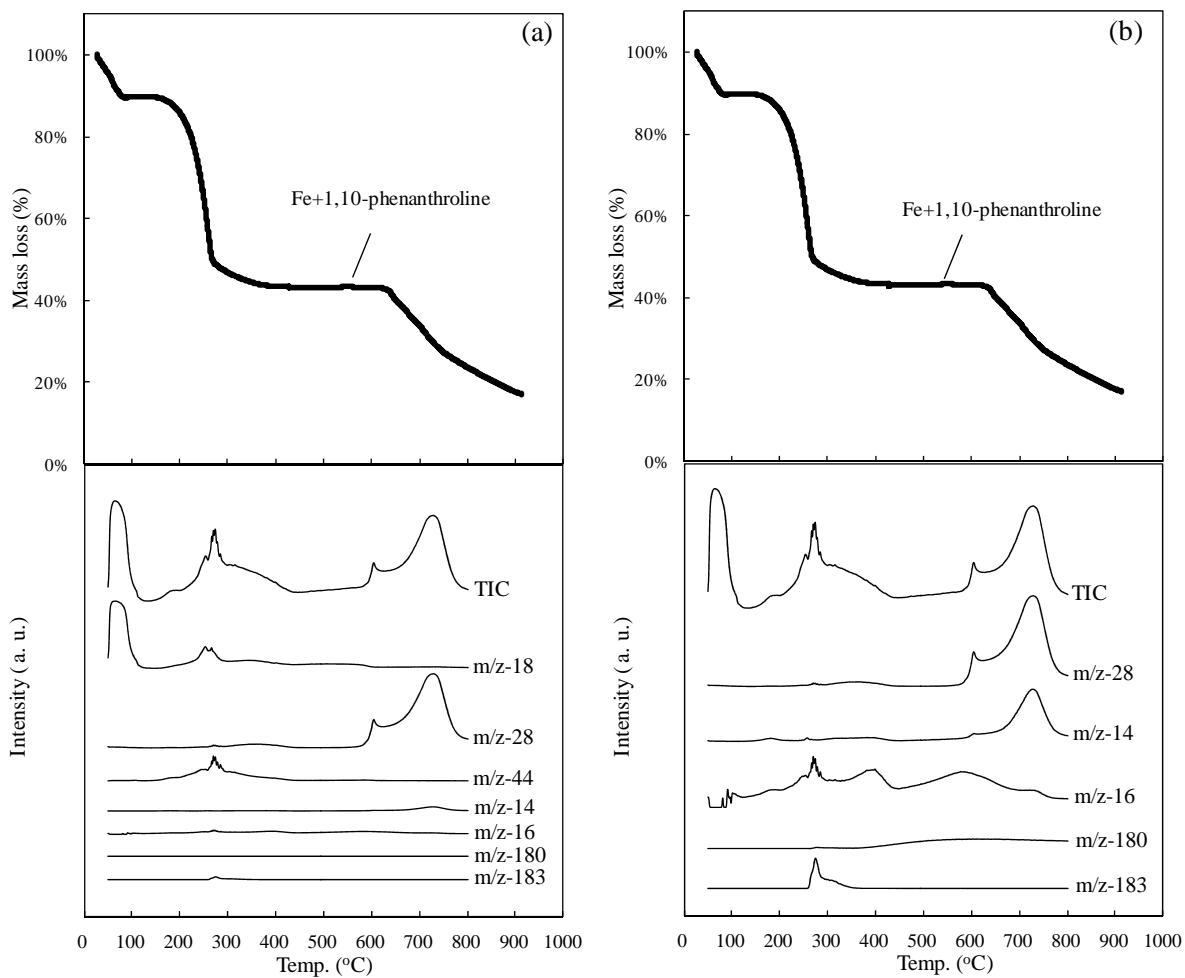 (a)
100%
80%
60%
40%
20%
0%
Mass loss (%)
Fe+1,10-phenanthroline
TIC
m/z-18
m/z-28
m/z-44
m/z-14
m/z-16
m/z-180
m/z-183
Intensity ( a. u.)
0 100 200 300 400 500 600 700 800 900 1000
Temp. (oC)
(b)
100%
80%
60%
40%
20%
0%
Mass loss (%)
Fe+1,10-phenanthroline
TIC
m/z-28
m/z-14
m/z-16
m/z-180
m/z-183
Intensity ( a. u.)
0 100 200 300 400 500 600 700 800 900 1000
Temp. (oC)